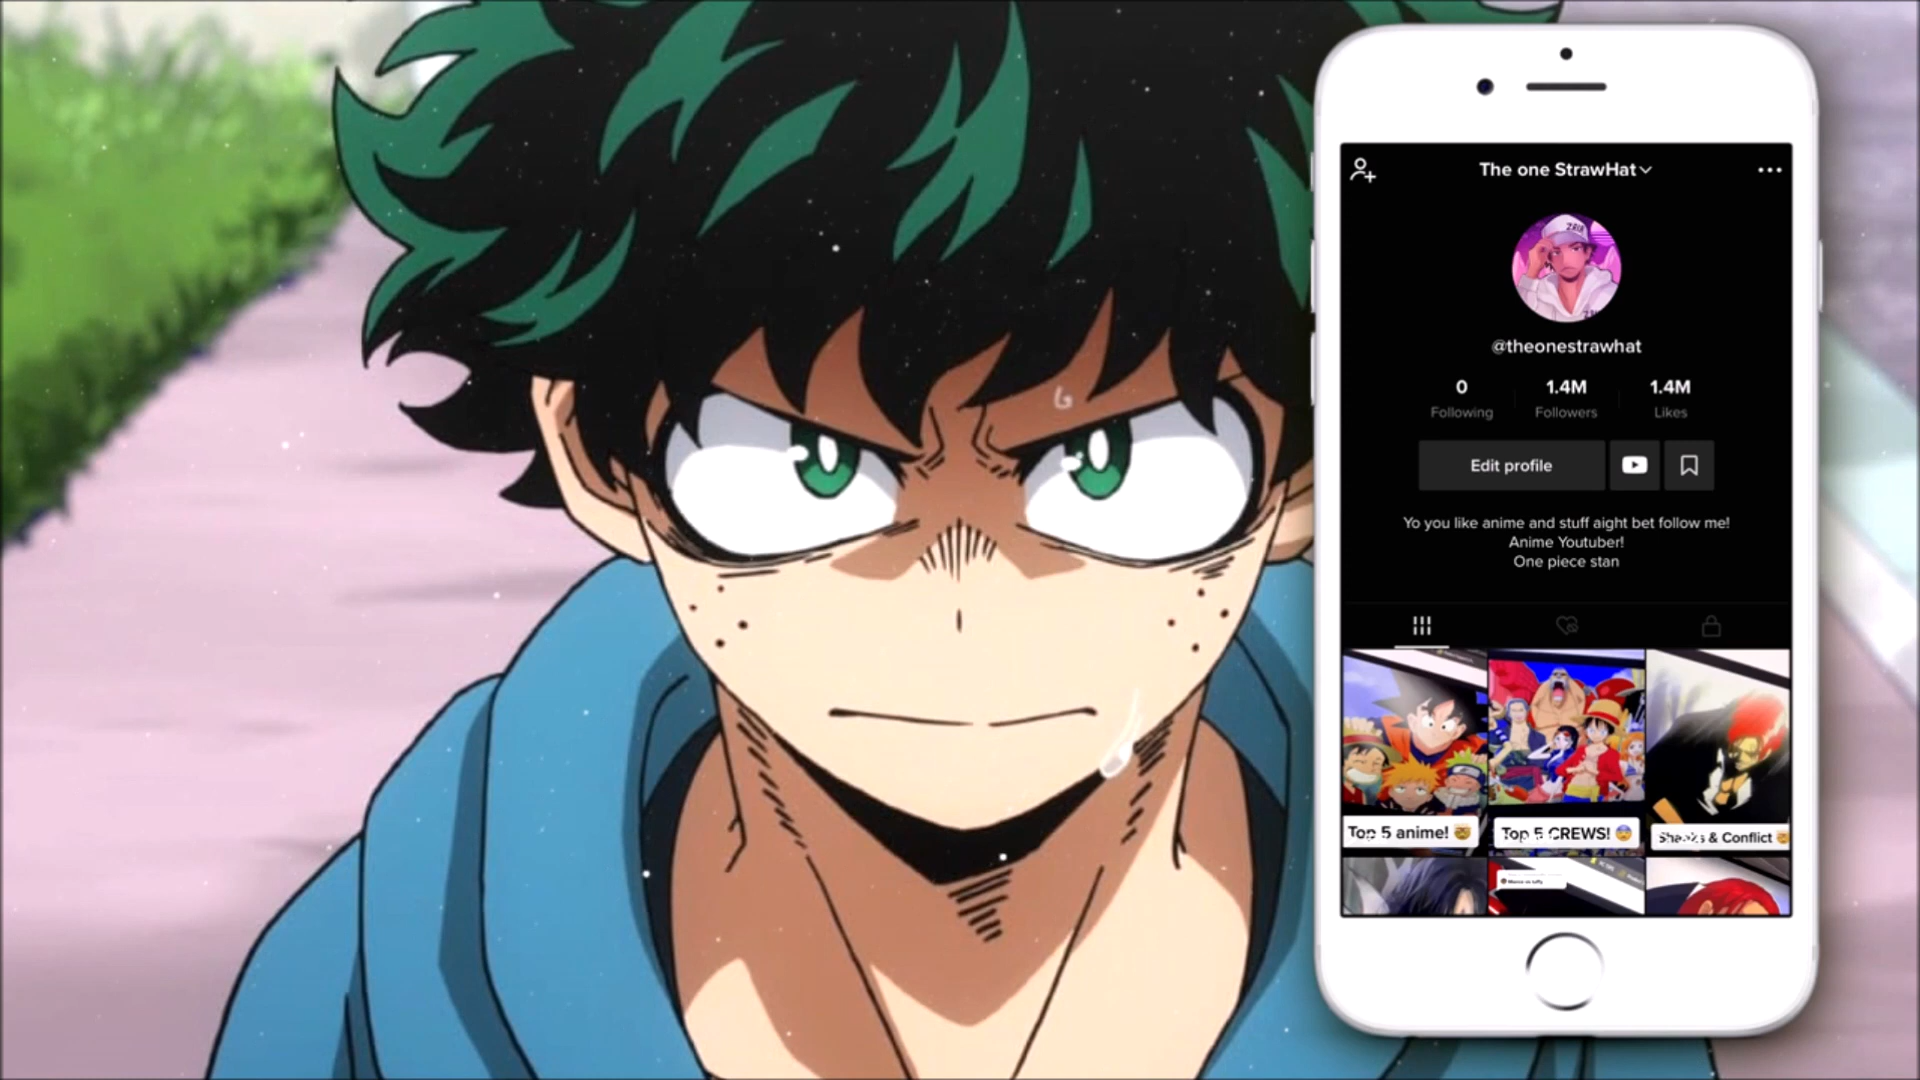 The one StrawHat
@theonestrawhat
0 1.4M 1.4M
Following Followers Likes
Edit profile
Yo you like anime and stuff aight bet follow me!
Anime Youtuber!
One piece stan
Top 5 anime! 🤯
Top 5 CREWS! 🤯
& Conflict